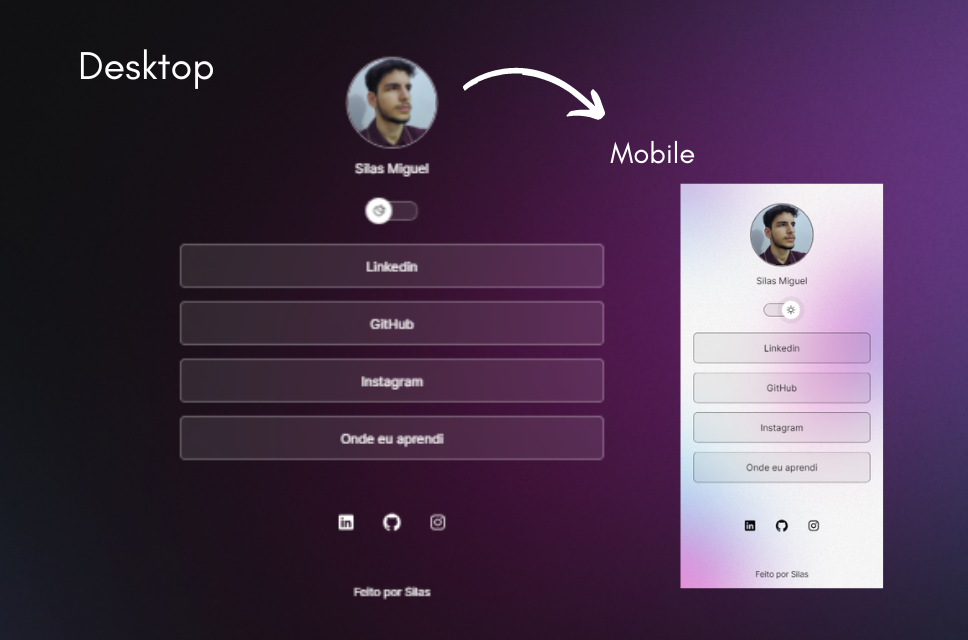 Desktop
Silas Miguel
Linkedin
GitHub
Instagram
Onde eu aprendi
Feito por Silas
Mobile
Silas Miguel
Linkedin
GitHub
Instagram
Onde eu aprendi
Feito por Silas